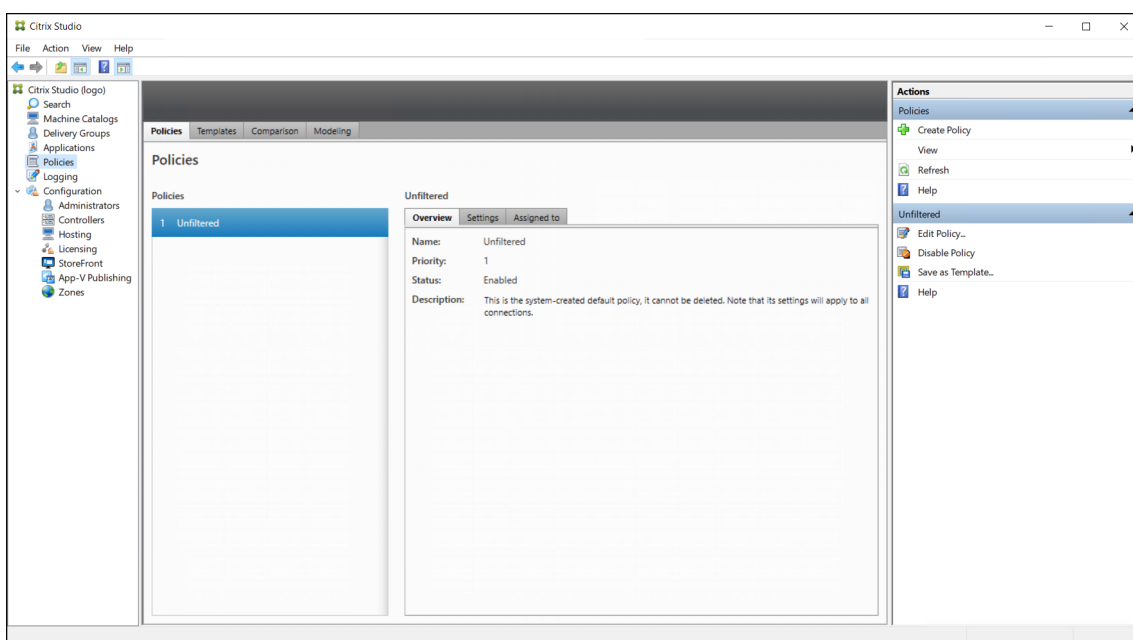 Citrix Studio
File Action View Help
Citrix Studio (logo)
Search
Machine Catalogs
Delivery Groups
Applications
Policies
Logging
Configuration
Administrators
Controllers
Hosting
Licensing
StoreFront
App-V Publishing
Zones
Policies Templates Comparison Modeling
Policies
Policies
1 Unfiltered
Unfiltered
Overview Settings Assigned to
Name: Unfiltered
Priority: 1
Status: Enabled
Description: This is the system-created default policy, it cannot be deleted. Note that its settings will apply to all
connections.
Actions
Policies
Create Policy
View
Refresh
Help
Unfiltered
Edit Policy...
Disable Policy
Save as Template...
Help